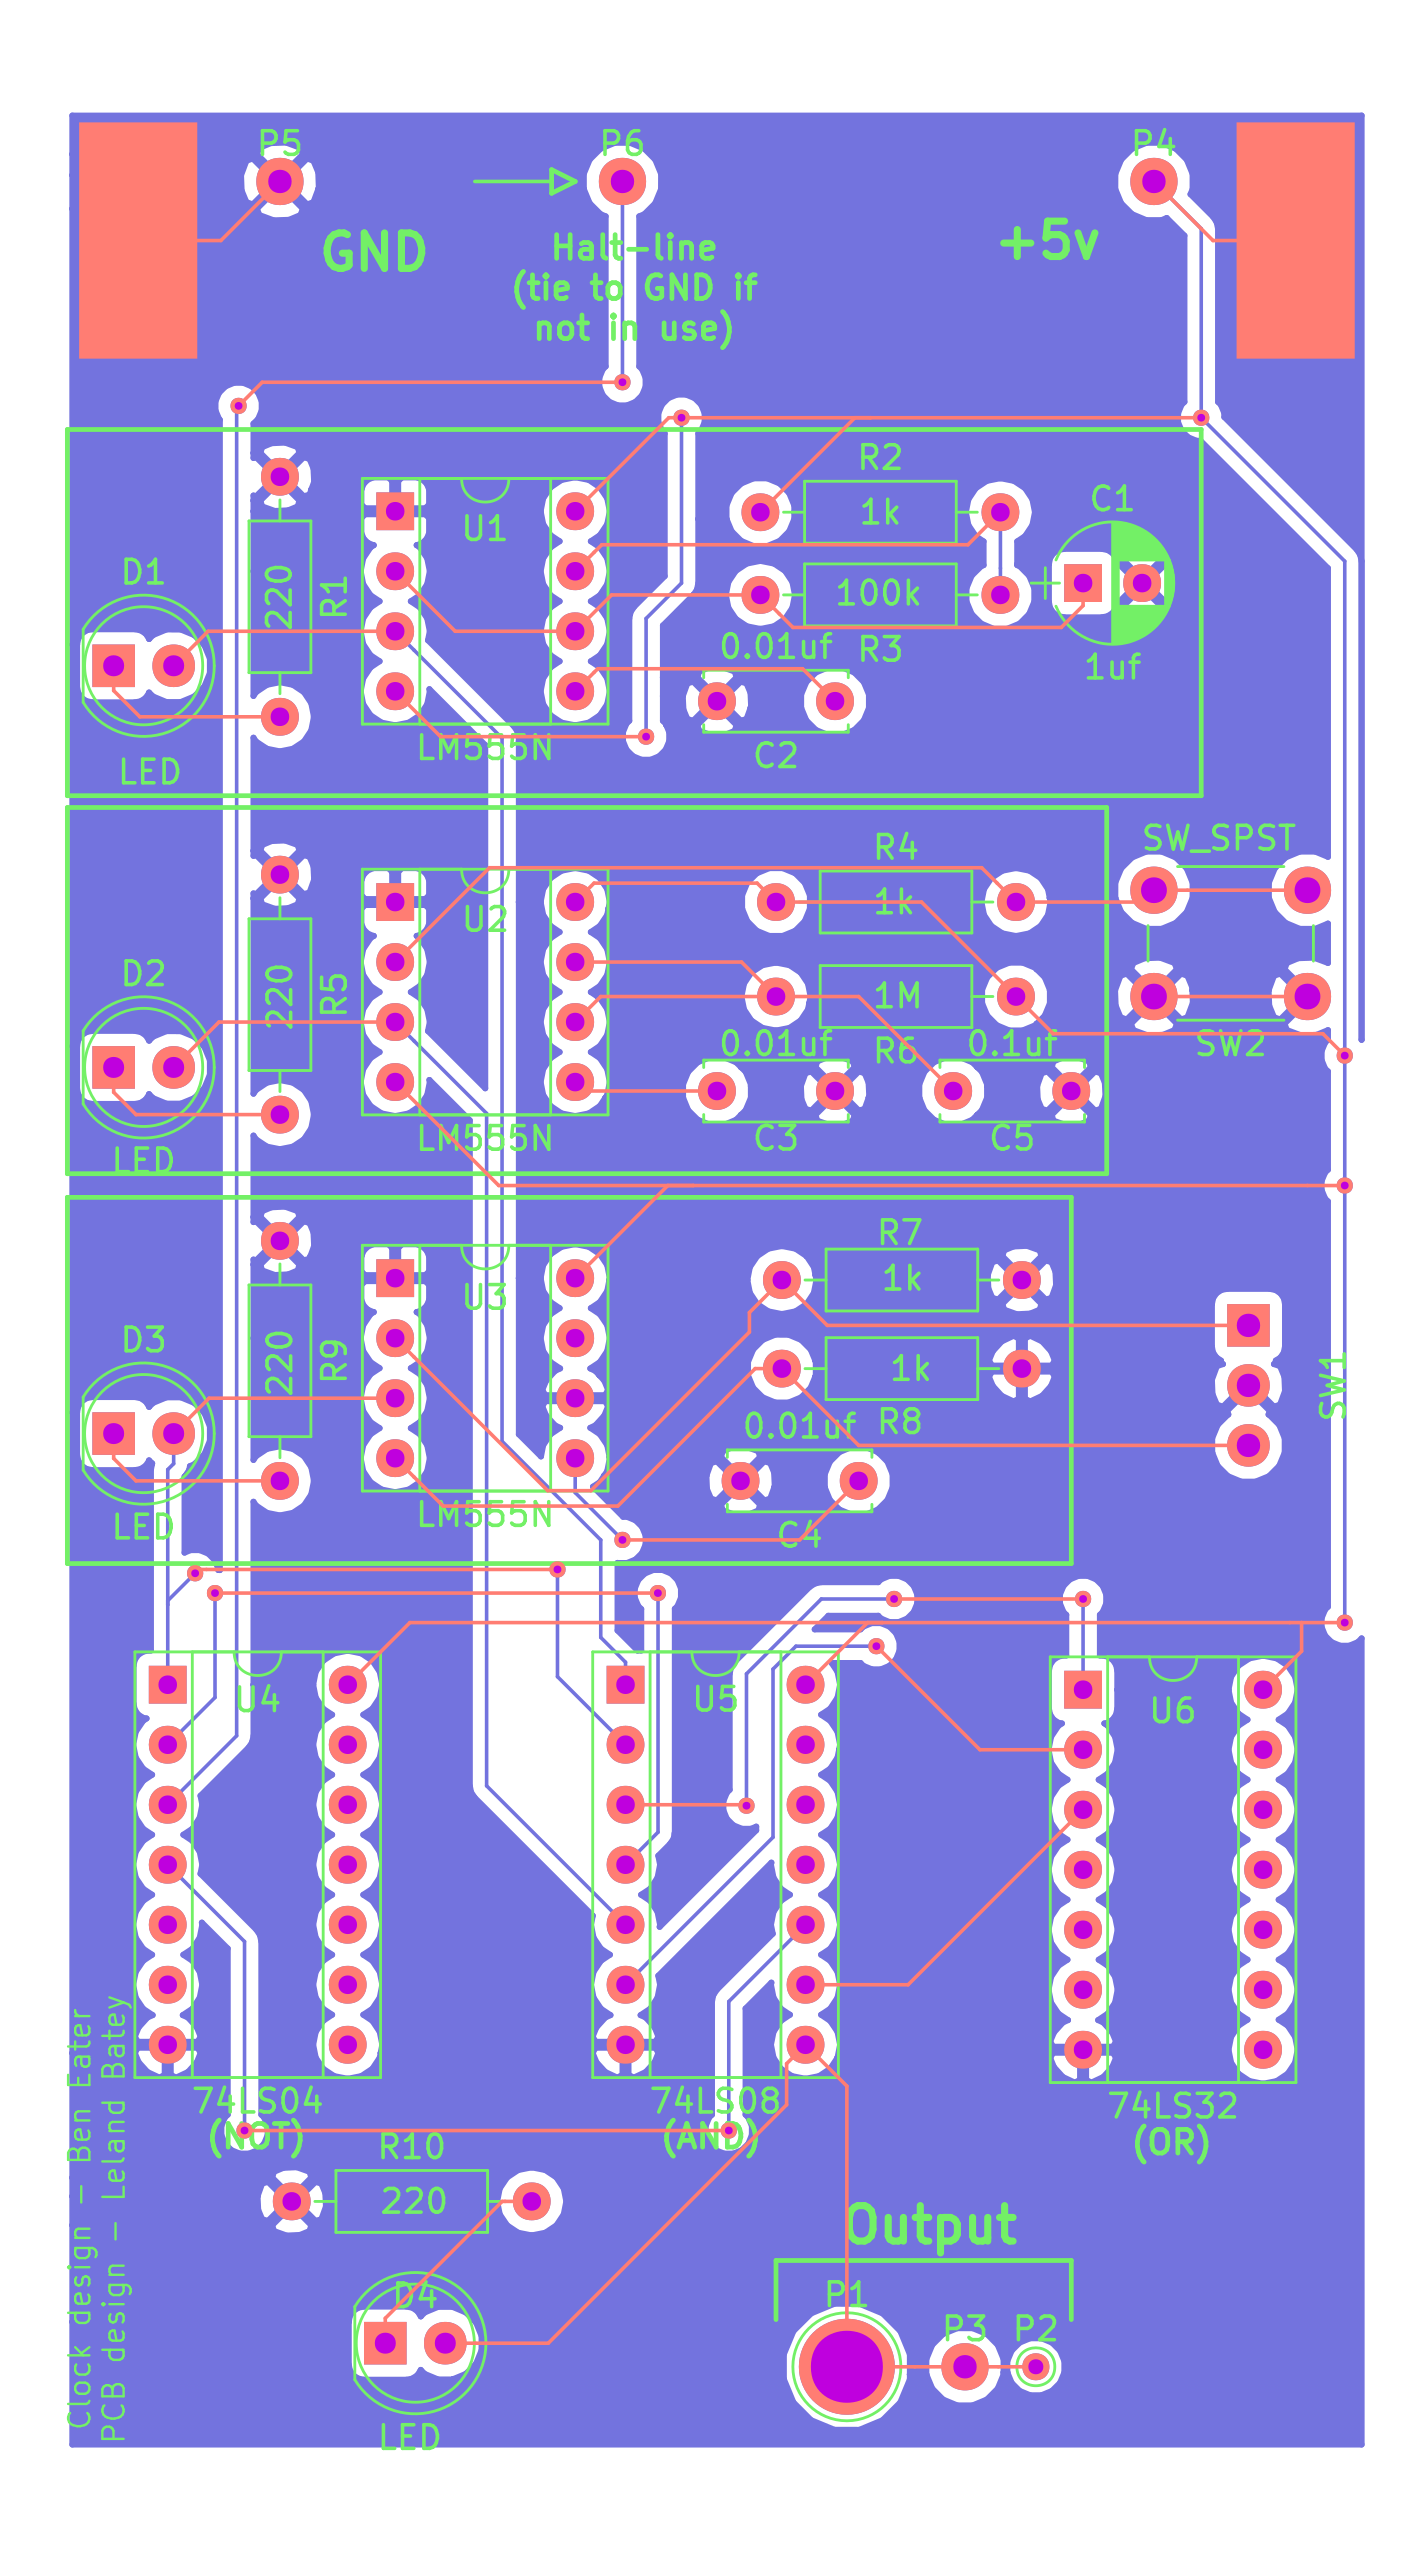 P5
P6
P4
GND
Halt-line
(tie to GND if
not in use)
+5v
R2
1k
C1
U1
D1
220
R1
100k
0.01uf
R3
1uf
LM555N
C2
LED
SW_SPST
R4
1k
U2
D2
220
R5
1M
0.01uf
R6
0.1uf
SW2
LM555N
C3
C5
LED
R7
1k
U3
D3
220
R9
1k
SW1
0.01uf
R8
LM555N
C4
LED
U4
U5
U6
74LS04
(NOT)
74LS08
(AND)
74LS32
(OR)
Clock design - Ben Eater
PCB design - Leland Batey
R10
220
Output
D4
P1
P3
P2
LED